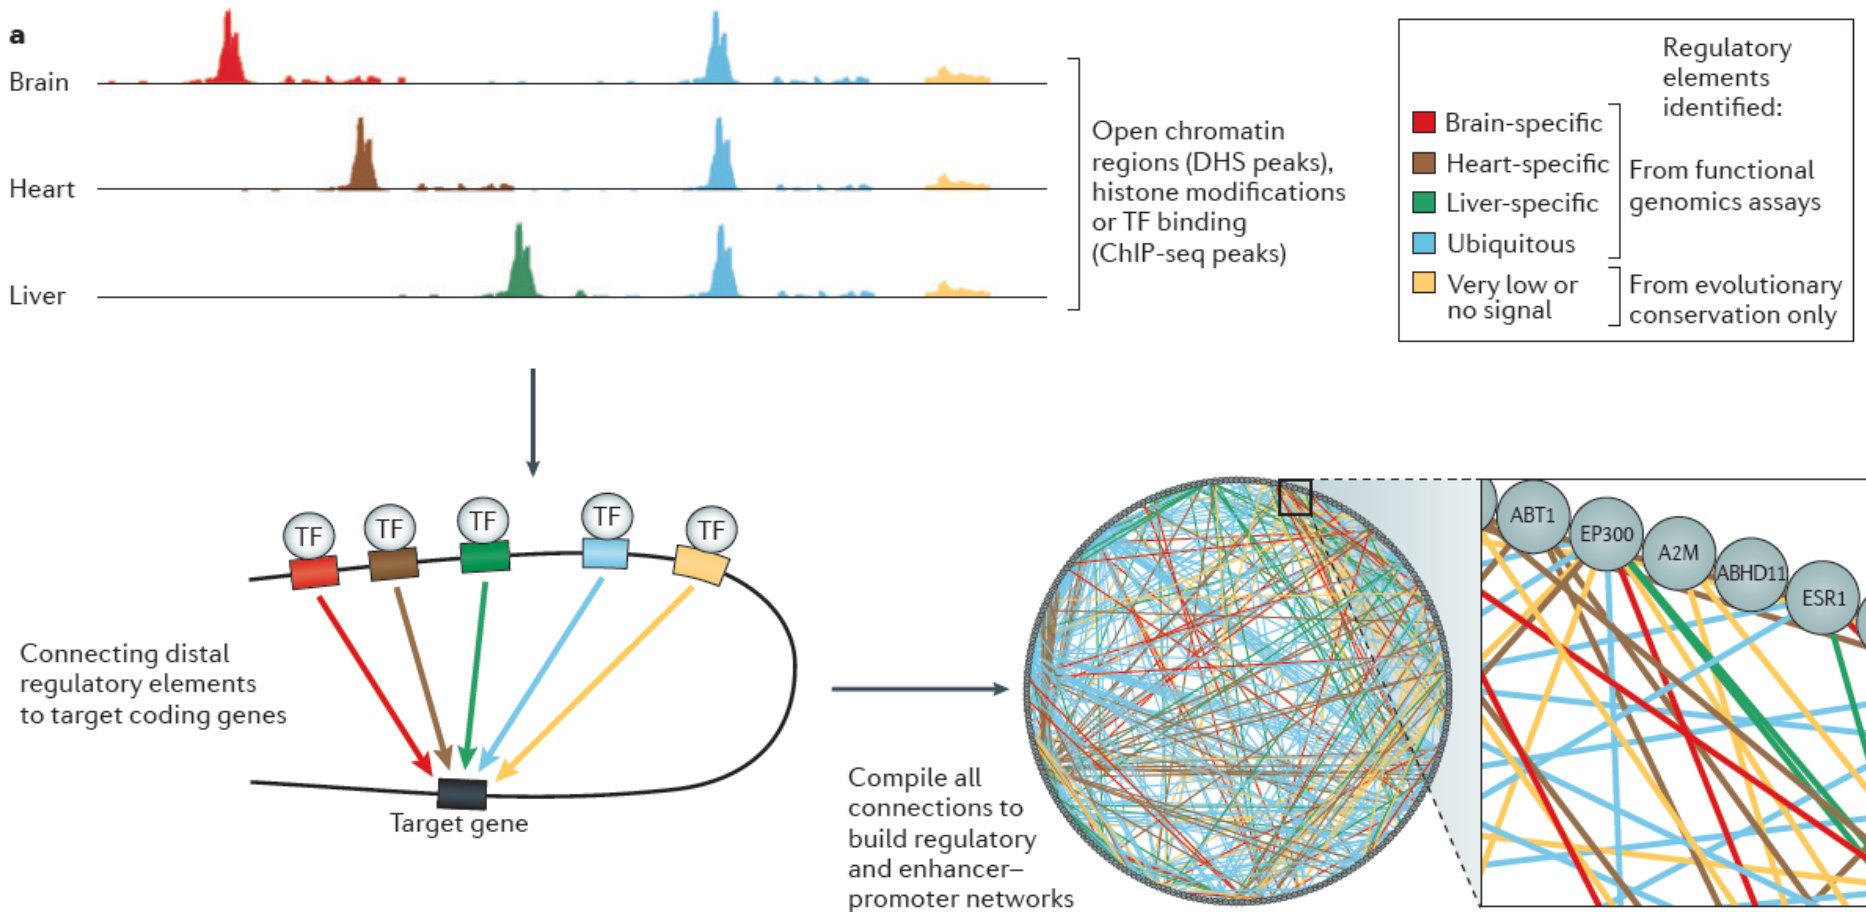 a
Brain
Heart
Liver
Open chromatin
regions (DHS peaks),
histone modifications
or TF binding
(ChIP-seq peaks)
Regulatory
elements
identified:
Brain-specific
Heart-specific
Liver-specific
Ubiquitous
Very low or
no signal
From functional
genomics assays
From evolutionary
conservation only
TF
TF
TF
TF
TF
Connecting distal
regulatory elements
to target coding genes
Target gene
Compile all
connections to
build regulatory
and enhancer–
promoter networks
ABT1
EP300
A2M
ABHD11
ESR1